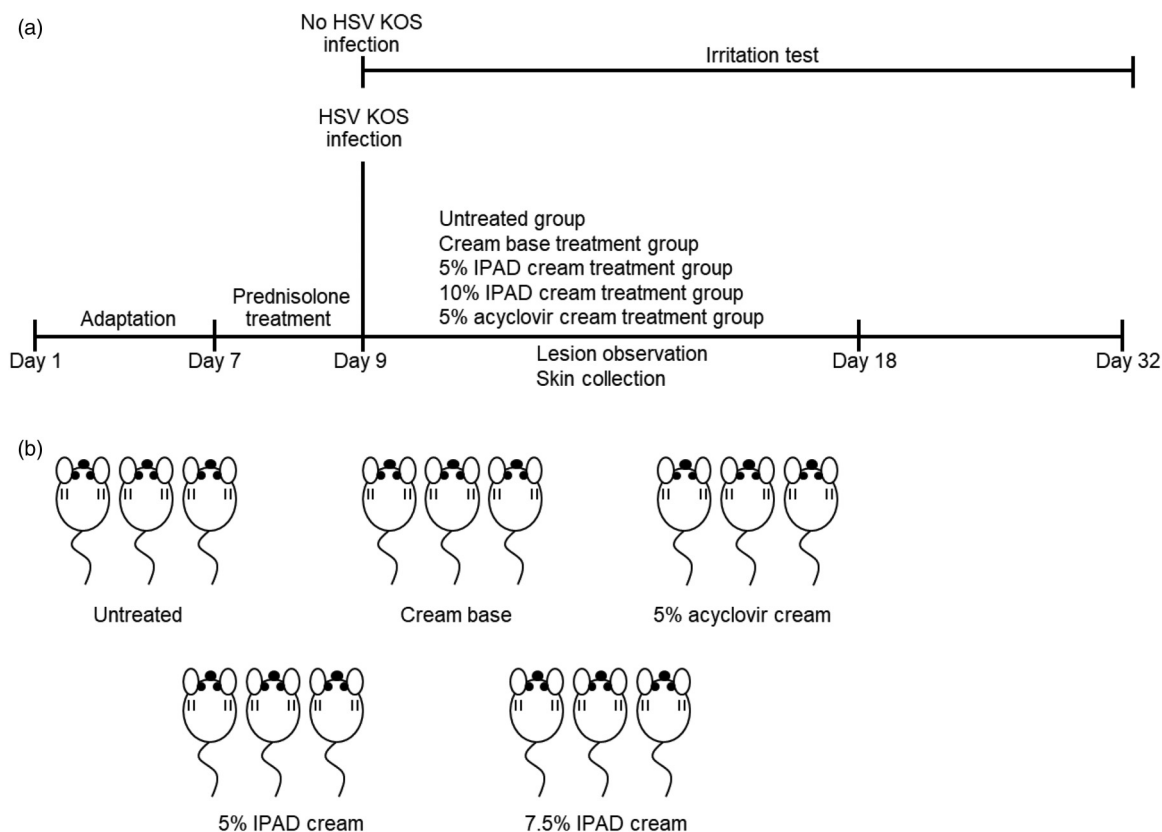 (a)
No HSV KOS
infection
Irritation test
HSV KOS
infection
Untreated group
Cream base treatment group
5% IPAD cream treatment group
10% IPAD cream treatment group
5% acyclovir cream treatment group
Adaptation
Prednisolone
treatment
Day 1
Day 7
Day 9
Lesion observation
Skin collection
Day 18
Day 32
(b)
Untreated
Cream base
5% acyclovir cream
5% IPAD cream
7.5% IPAD cream